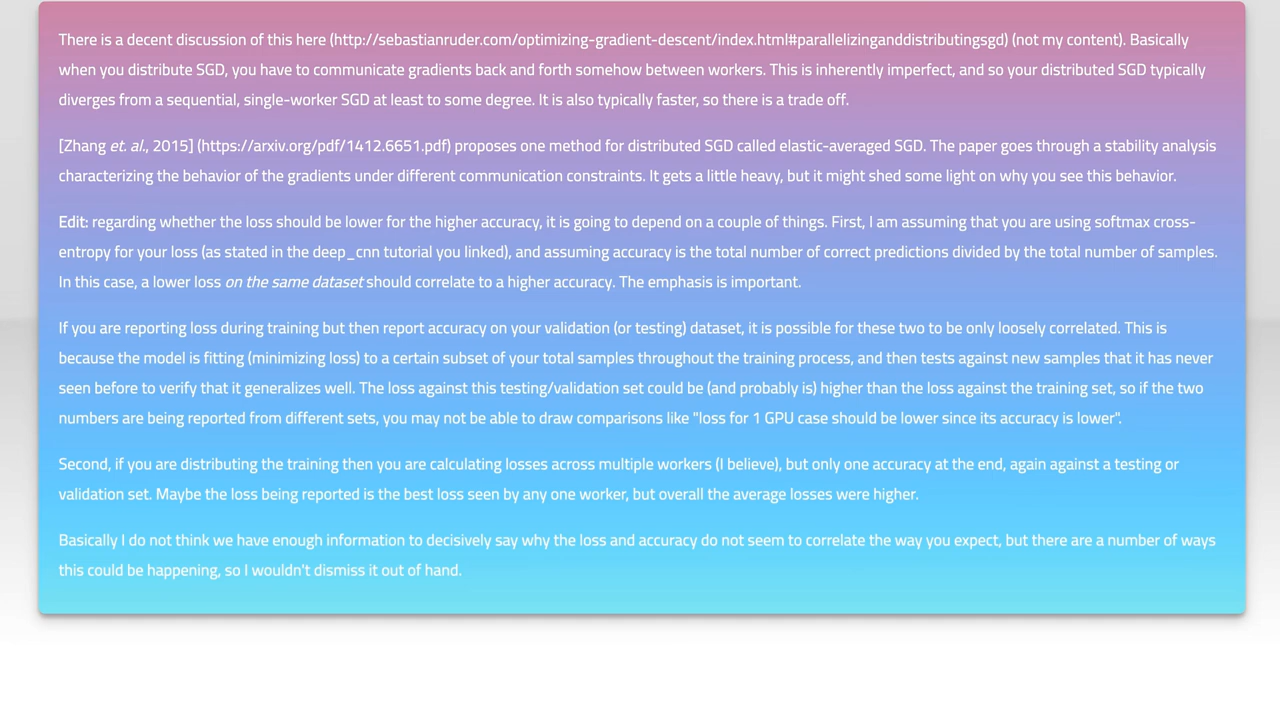 There is a decent discussion of this here (http://sebastianruder.com/optimizing-gradient-descent/index.html#parallelizinganddistributingsgd) (not my content). Basically
when you distribute SGD, you have to communicate gradients back and forth somehow between workers. This is inherently imperfect, and so your distributed SGD typically
diverges from a sequential, single-worker SGD at least to some degree. It is also typically faster, so there is a trade off.
[Zhang et. al., 2015] (https://arxiv.org/pdf/1412.6651.pdf) proposes one method for distributed SGD called elastic-averaged SGD. The paper goes through a stability analysis
characterizing the behavior of the gradients under different communication constraints. It gets a little heavy, but it might shed some light on why you see this behavior.
Edit: regarding whether the loss should be lower for the higher accuracy, it is going to depend on a couple of things. First, I am assuming that you are using softmax cross-
entropy for your loss (as stated in the deep_cnn tutorial you linked), and assuming accuracy is the total number of correct predictions divided by the total number of samples.
In this case, a lower loss on the same dataset should correlate to a higher accuracy. The emphasis is important.
If you are reporting loss during training but then report accuracy on your validation (or testing) dataset, it is possible for these two to be only loosely correlated. This is
because the model is fitting (minimizing loss) to a certain subset of your total samples throughout the training process, and then tests against new samples that it has never
seen before to verify that it generalizes well. The loss against this testing/validation set could be (and probably is) higher than the loss against the training set, so if the two
numbers are being reported from different sets, you may not be able to draw comparisons like "loss for 1 GPU case should be lower since its accuracy is lower".
Second, if you are distributing the training then you are calculating losses across multiple workers (I believe), but only one accuracy at the end, again against a testing or
validation set. Maybe the loss being reported is the best loss seen by any one worker, but overall the average losses were higher.
Basically I do not think we have enough information to decisively say why the loss and accuracy do not seem to correlate the way you expect, but there are a number of ways
this could be happening, so I wouldn't dismiss it out of hand.